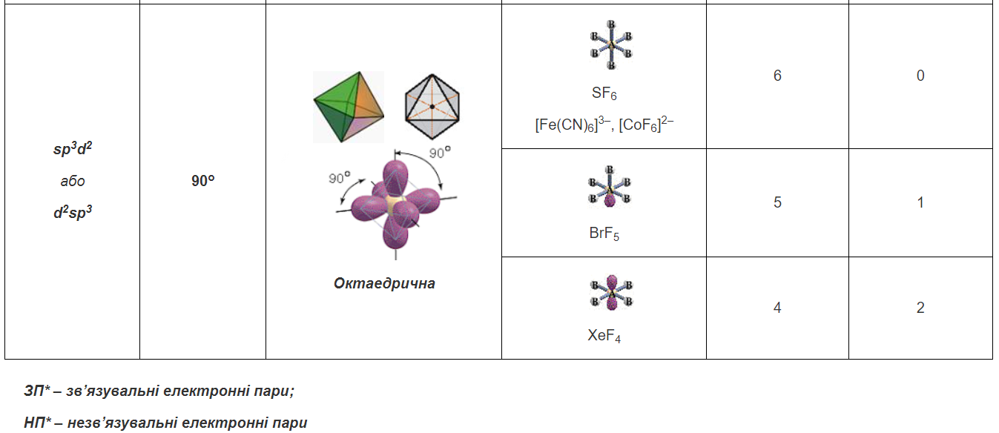 sp³d²
або
d²sp³
90°
90°
90°
Октаедрична
B
B B
A
B B
B
SF₆
[Fe(CN)₆]³⁻, [CoF₆]²⁻
6
0
B
B B
A
B B
BrF₅
5
1
B B
A
B B
XeF₄
4
2
ЗП* – зв’язувальні електронні пари;
НП* – незв’язувальні електронні пари